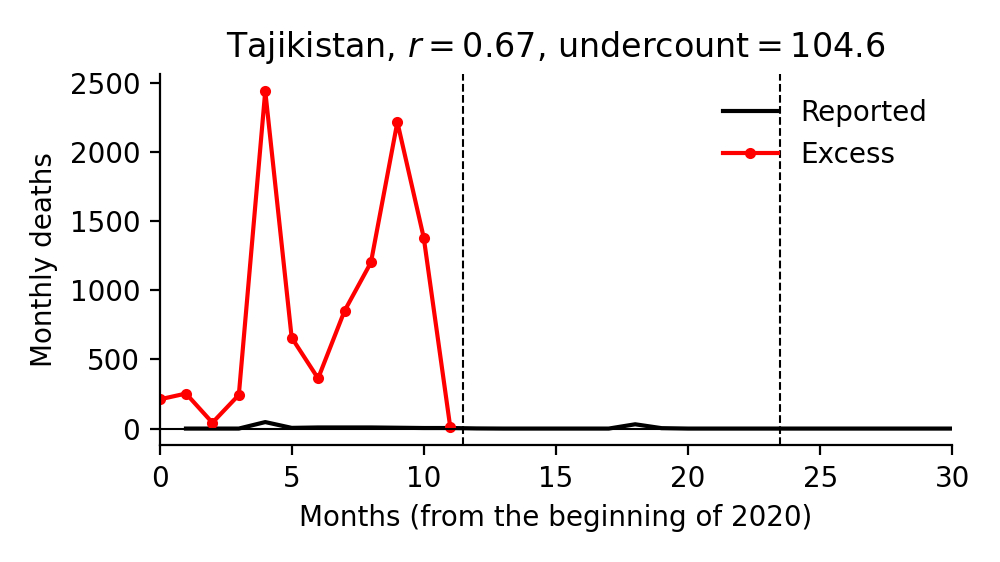 Tajikistan, r = 0.67, undercount = 104.6
Monthly deaths
2500
2000
1500
1000
500
0
Reported
Excess
0 5 10 15 20 25 30
Months (from the beginning of 2020)